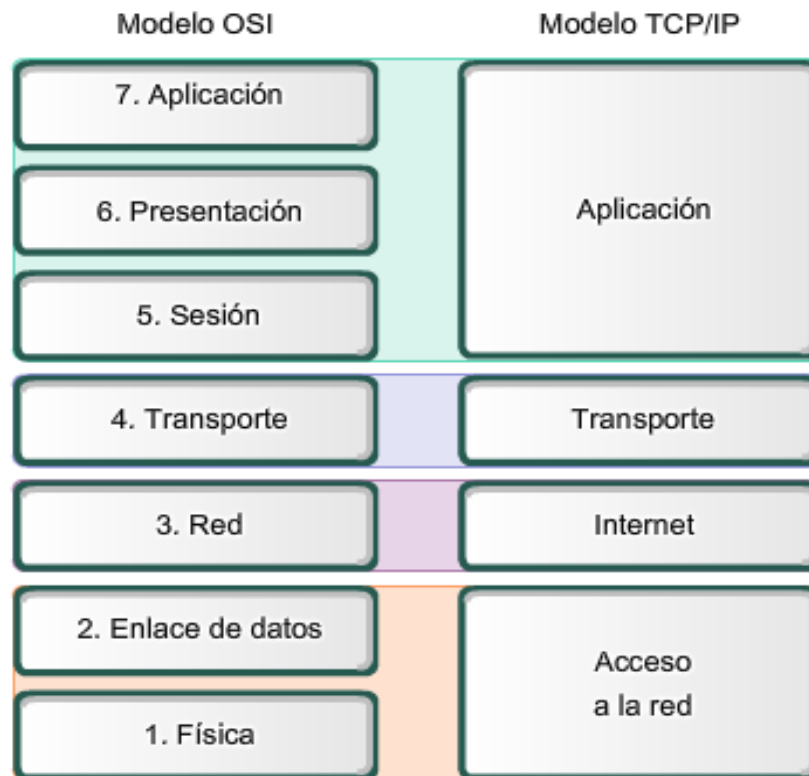 Modelo OSI
Modelo TCP/IP
7. Aplicación
6. Presentación
5. Sesión
Aplicación
4. Transporte
Transporte
3. Red
Internet
2. Enlace de datos
1. Física
Acceso
a la red